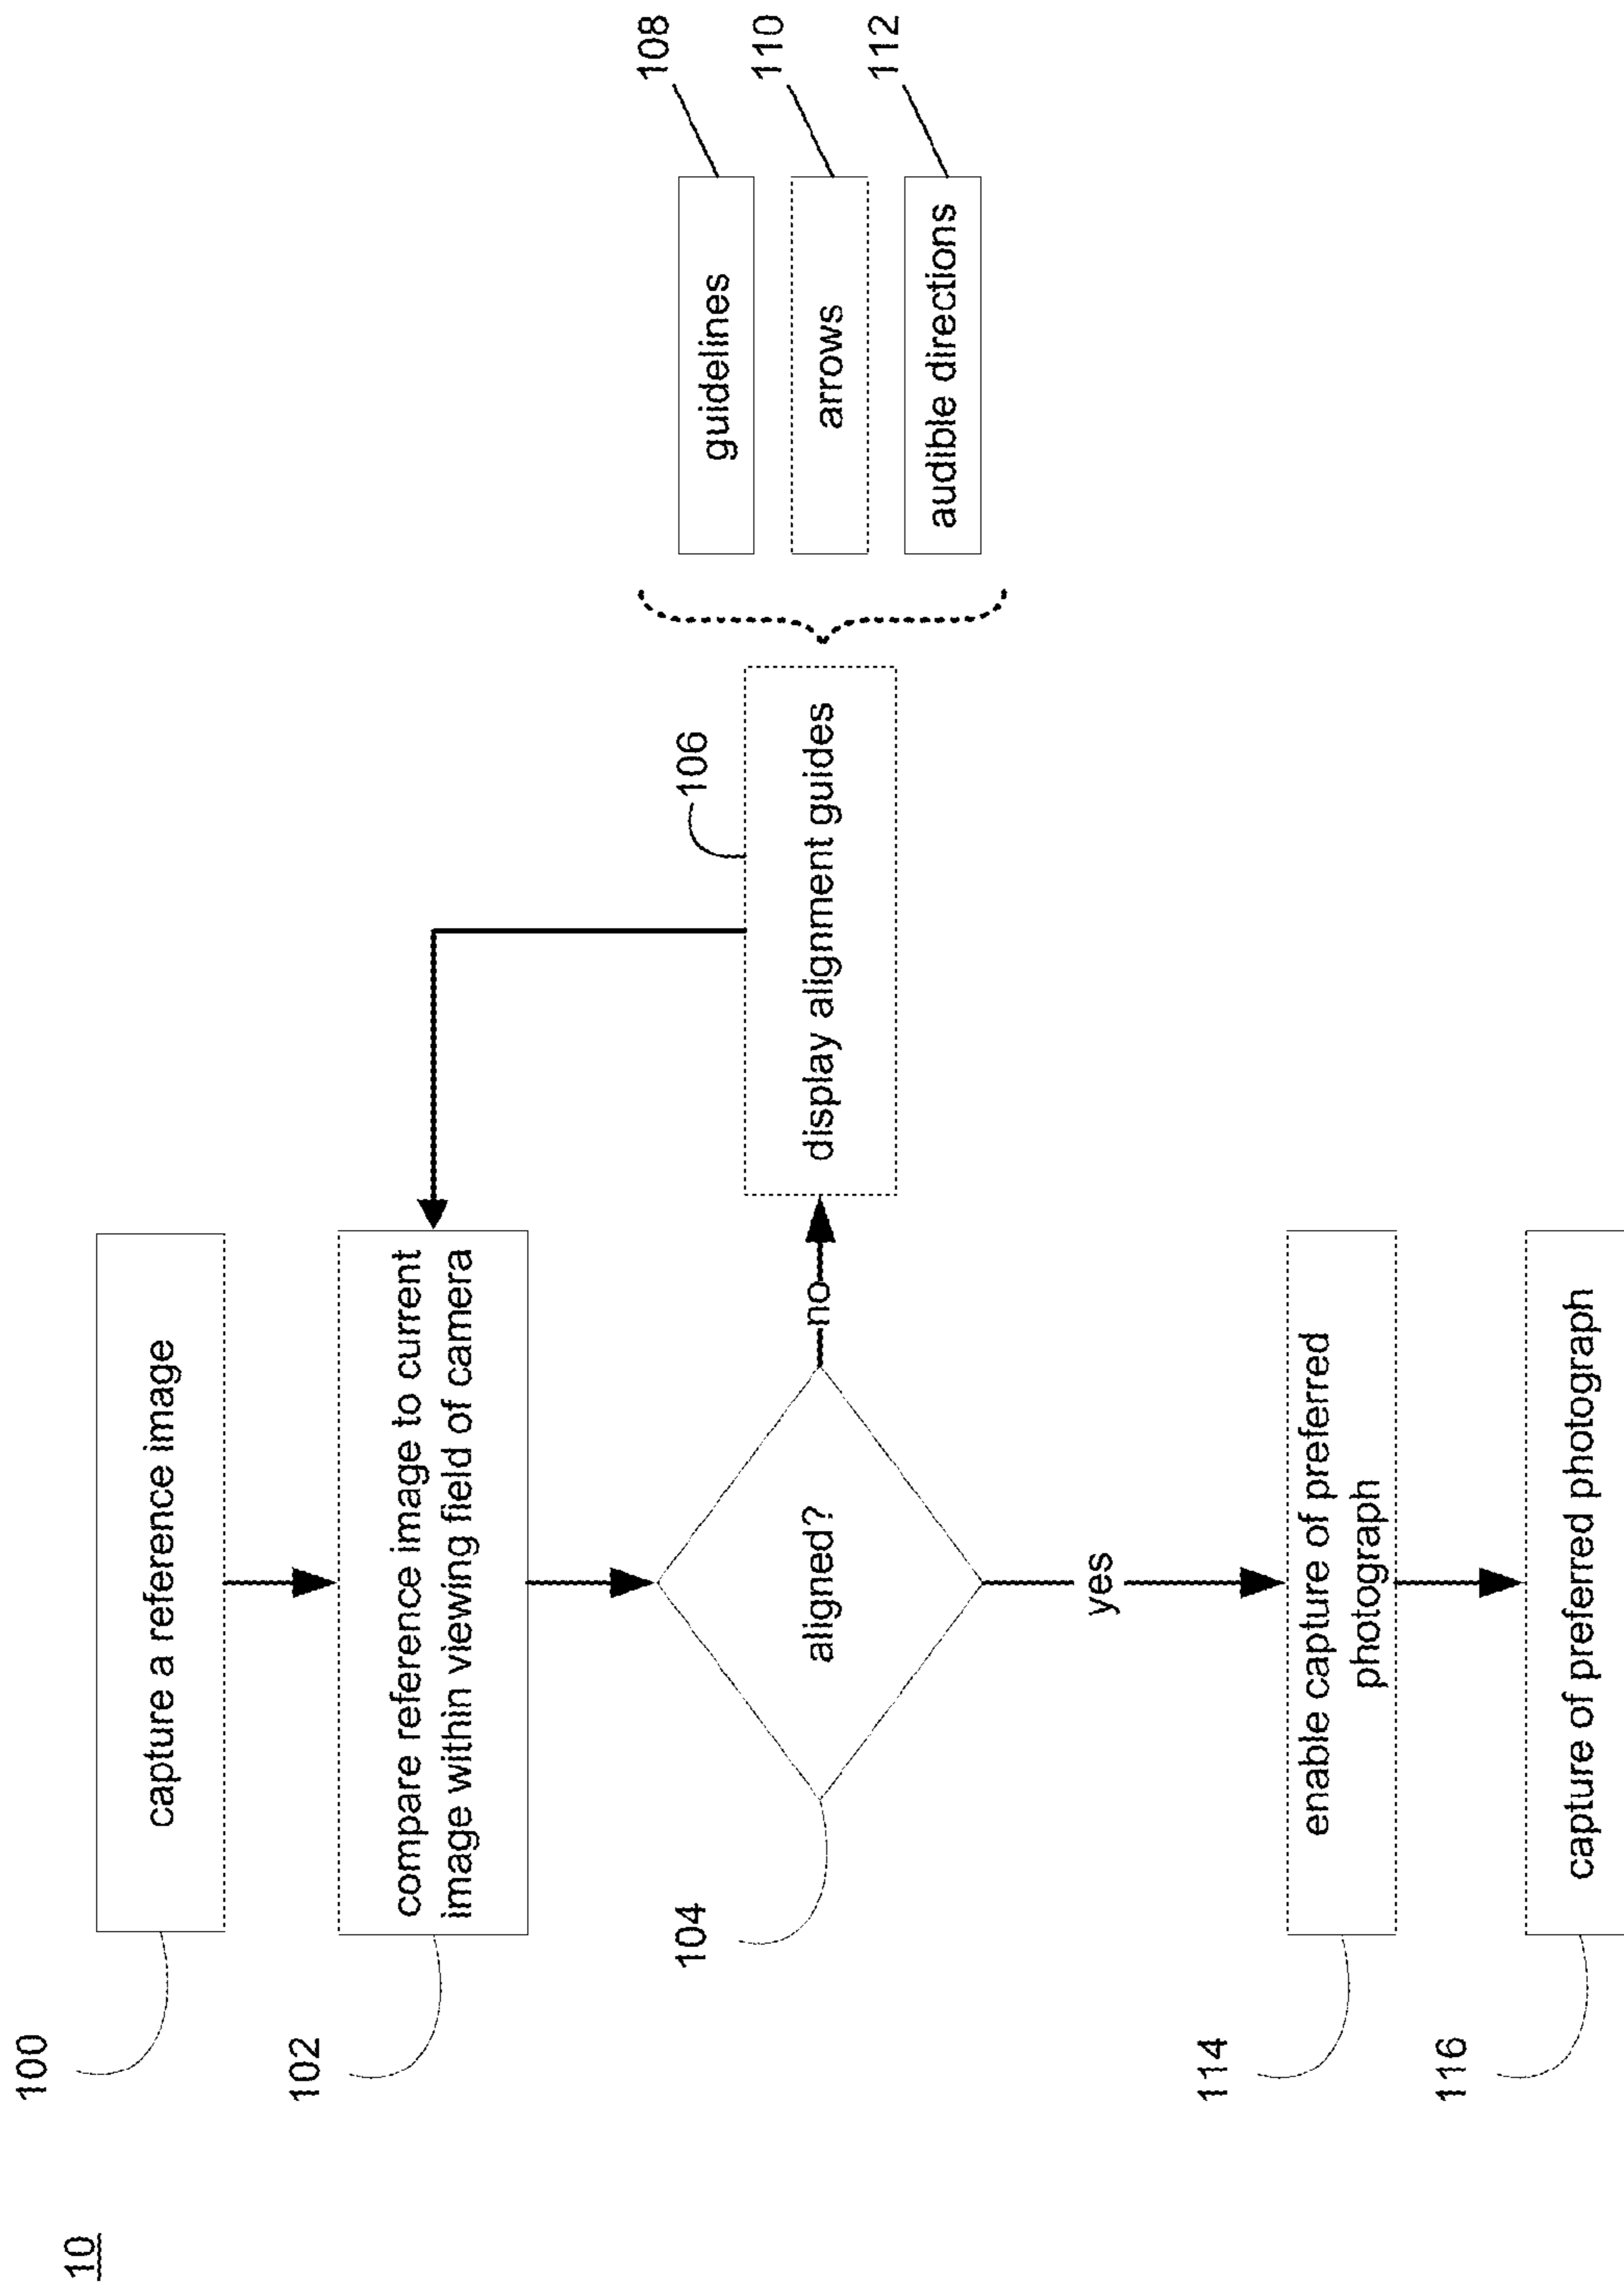 10
100
capture a reference image
102
compare reference image to current
image within viewing field of camera
104
aligned?
no
106
display alignment guides
guidelines
108
arrows
110
audible directions
112
yes
114
enable capture of preferred
photograph
116
capture of preferred photograph